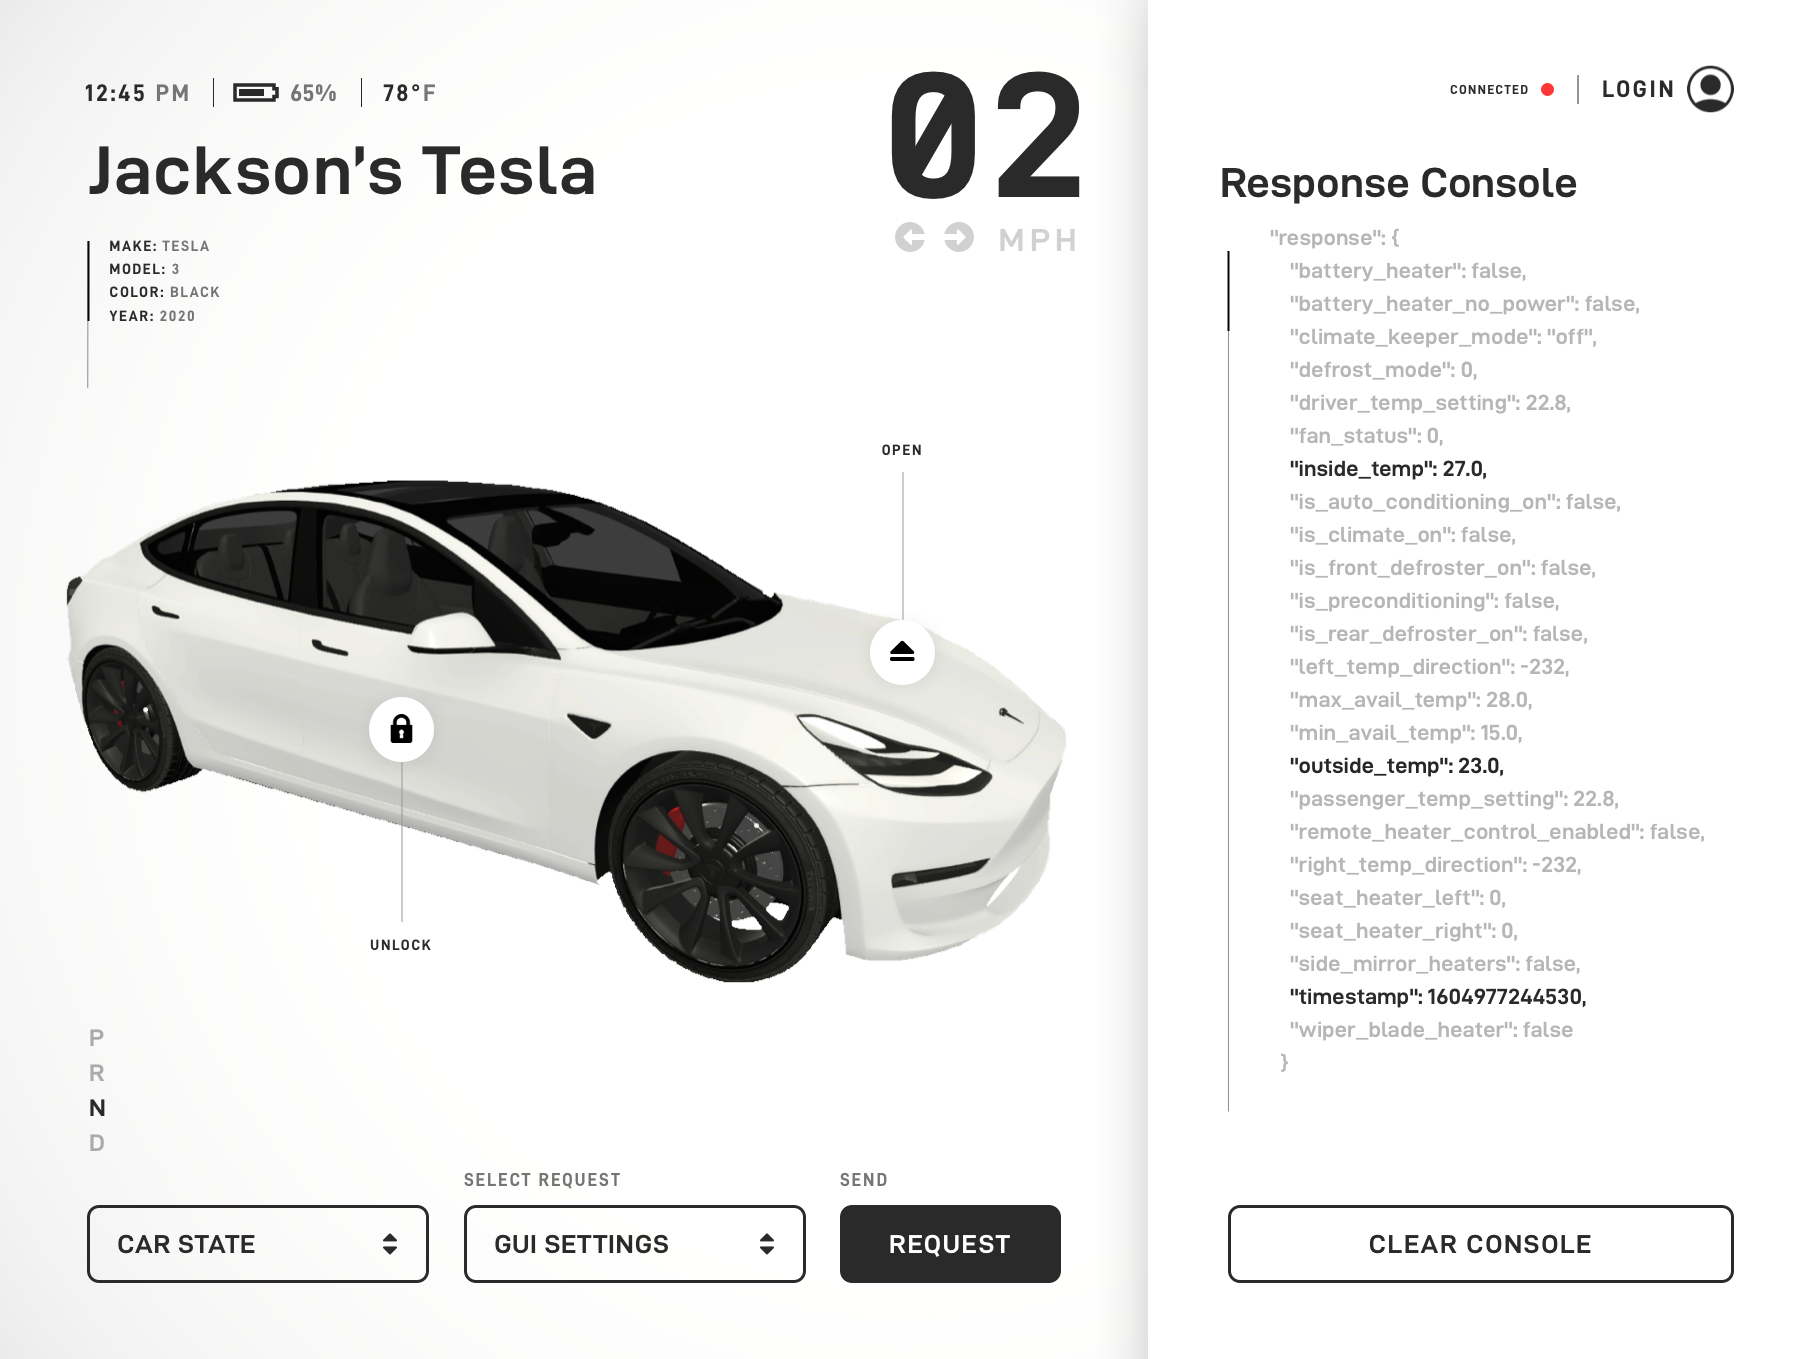 12:45 PM
65%
78°F
Jackson's Tesla
MAKE: TESLA
MODEL: 3
COLOR: BLACK
YEAR: 2020
02
MPH
OPEN
UNLOCK
P
R
N
D
SELECT REQUEST
SEND
CAR STATE
GUI SETTINGS
REQUEST
CONNECTED
LOGIN
Response Console
"response": {
"battery_heater": false,
"battery_heater_no_power": false,
"climate_keeper_mode": "off",
"defrost_mode": 0,
"driver_temp_setting": 22.8,
"fan_status": 0,
"inside_temp": 27.0,
"is_auto_conditioning_on": false,
"is_climate_on": false,
"is_front_defroster_on": false,
"is_preconditioning": false,
"is_rear_defroster_on": false,
"left_temp_direction": -232,
"max_avail_temp": 28.0,
"min_avail_temp": 15.0,
"outside_temp": 23.0,
"passenger_temp_setting": 22.8,
"remote_heater_control_enabled": false,
"right_temp_direction": -232,
"seat_heater_left": 0,
"seat_heater_right": 0,
"side_mirror_heaters": false,
"timestamp": 1604977244530,
"wiper_blade_heater": false
}
CLEAR CONSOLE